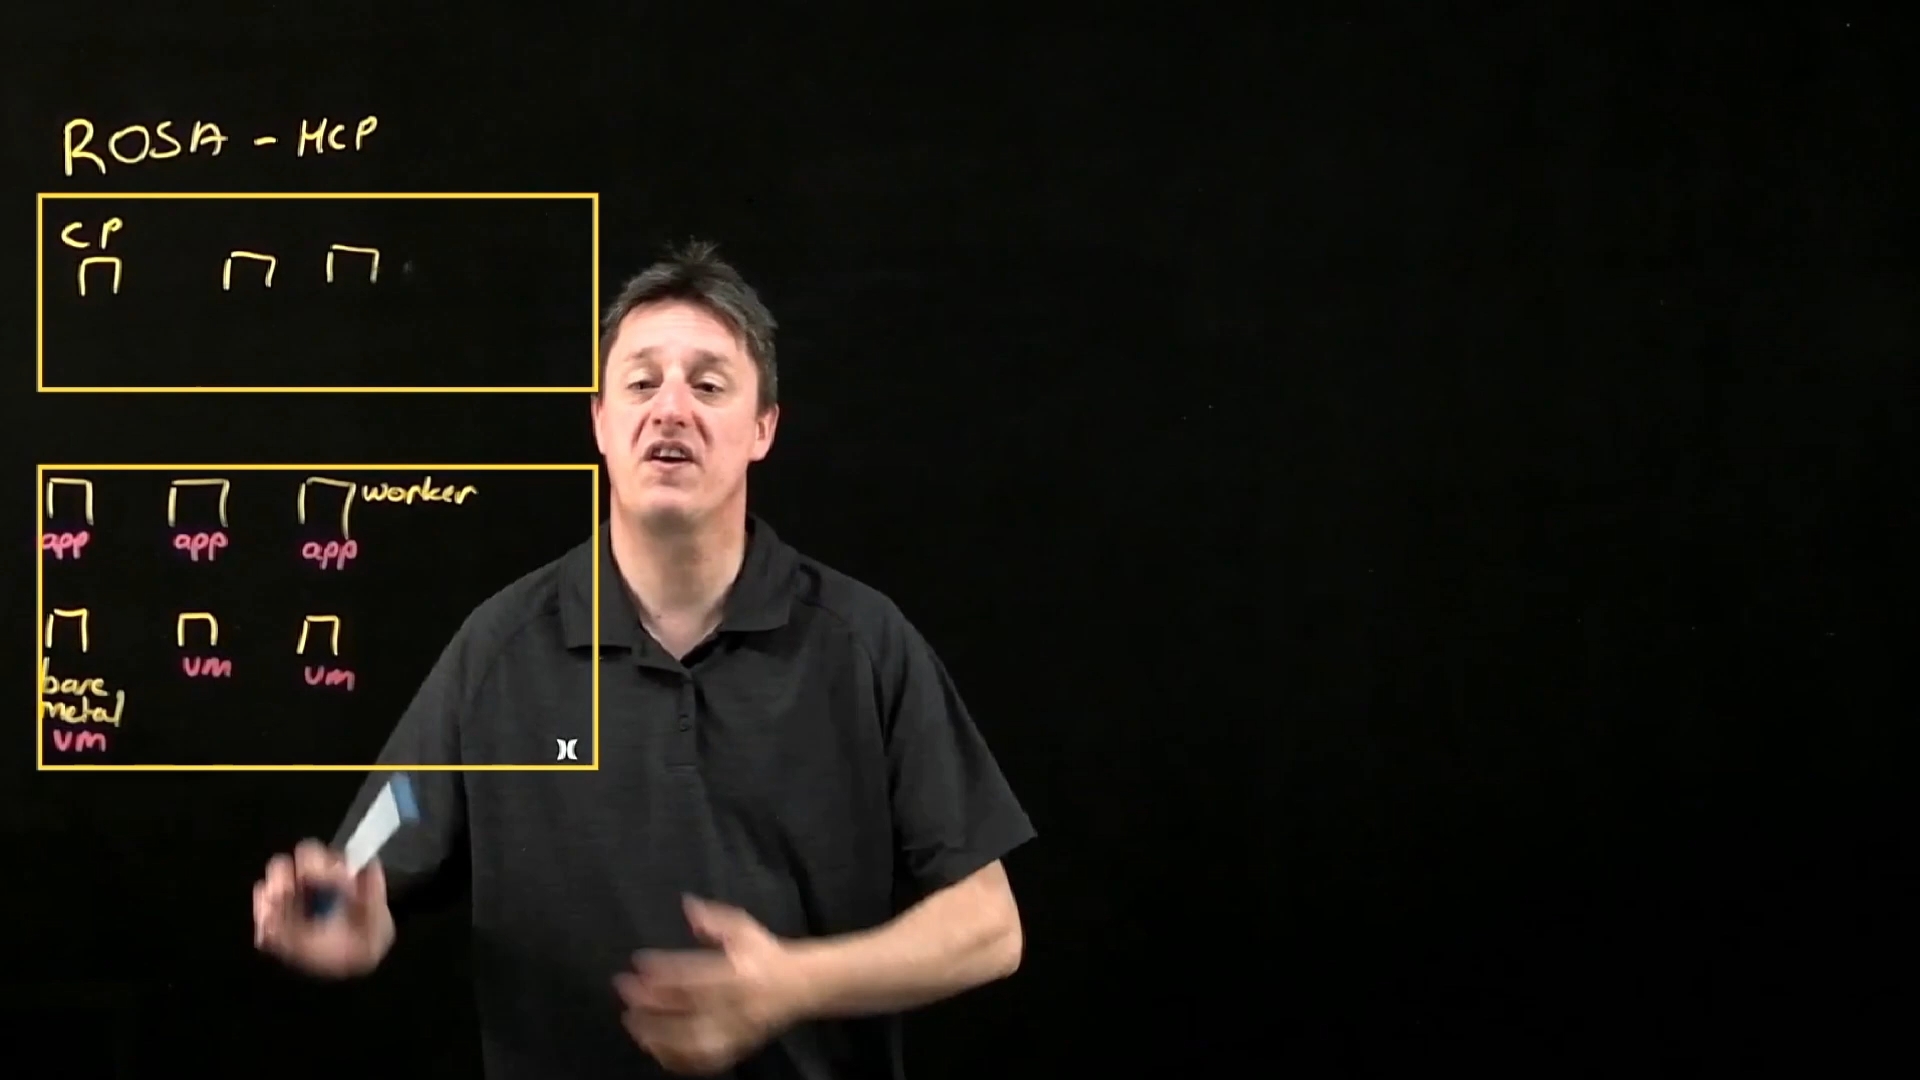 ROSA - HCP
CP
worker
app app app
vm vm
bare
metal
vm